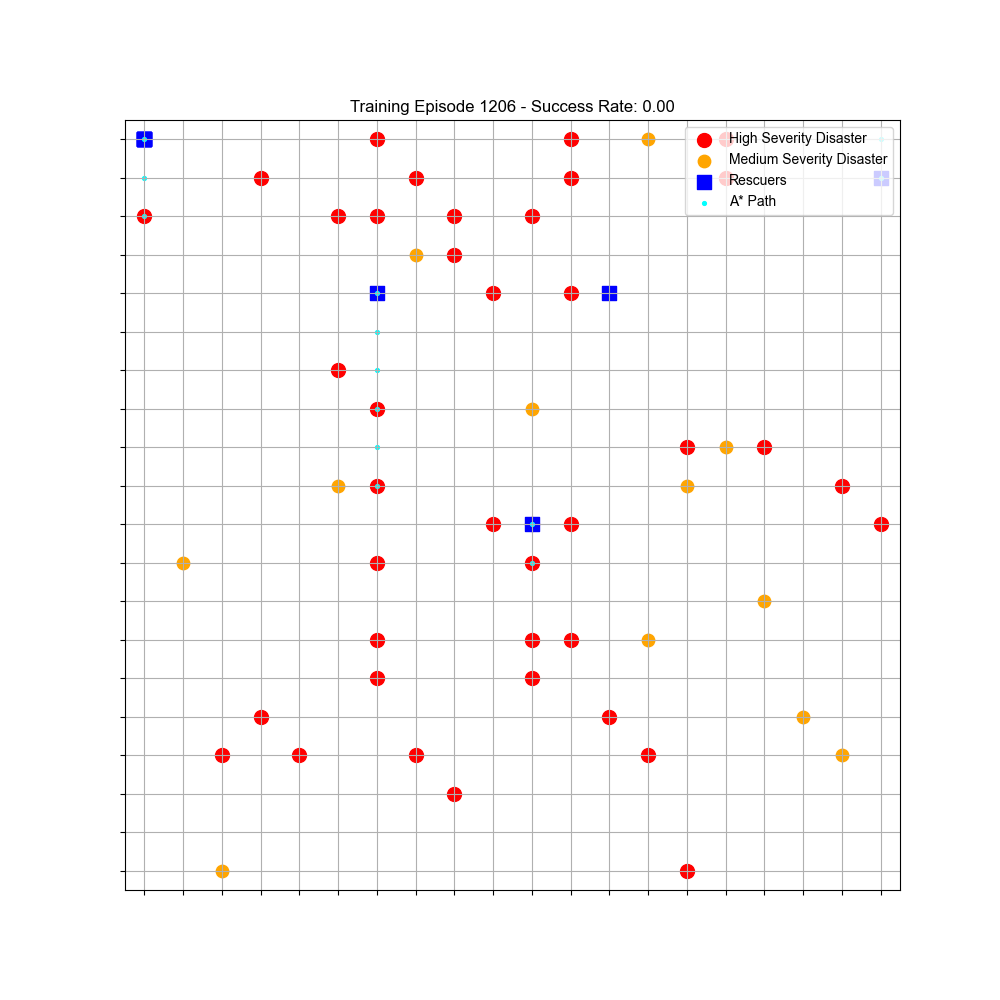 Training Episode 1206 - Success Rate: 0.00
High Severity Disaster
Medium Severity Disaster
Rescuers
A* Path